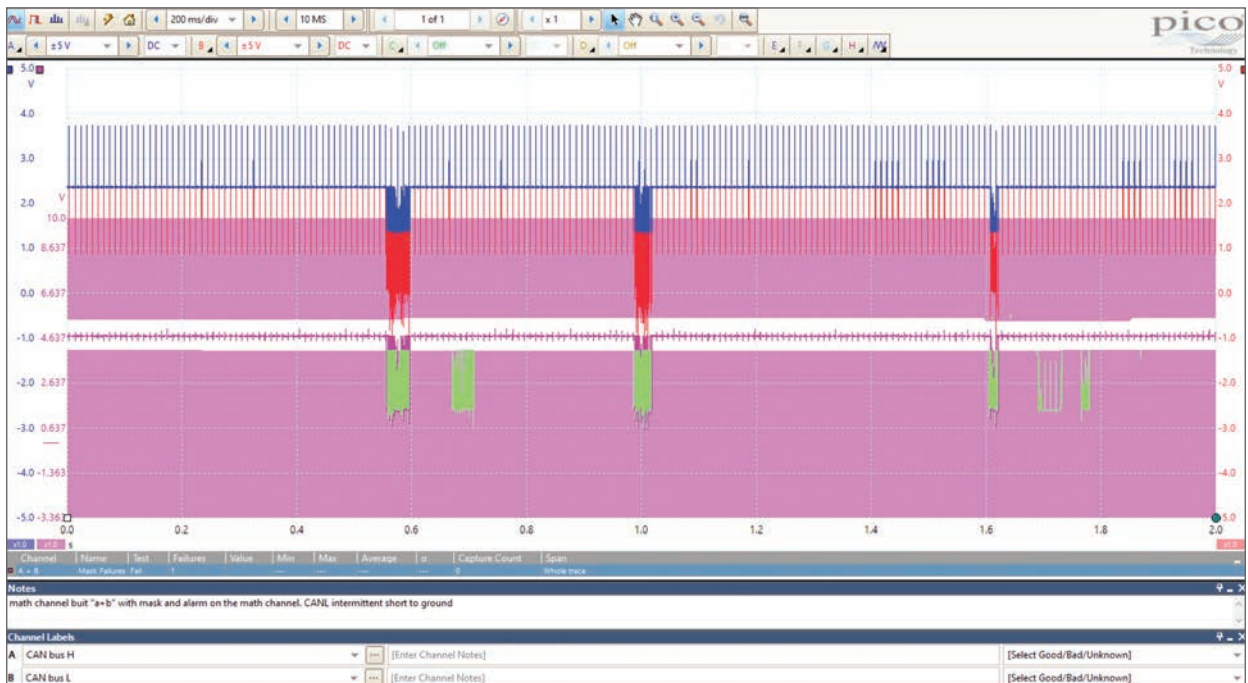 200 ms/div 10 MS 1 of 1 x 1
pico
Technology
A ±5 V DC B ±5 V DC C Off D Off E F G H
5.0 5.0
V V
4.0 4.0
3.0 3.0
V
2.0 2.0
10.0
1.0 8.637 1.0
0.0 6.637 0.0
-1.0 4.637 -1.0
-2.0 2.637 -2.0
-3.0 0.637 -3.0
-4.0 -1.363 -4.0
-5.0 -3.363 5.0
0.0 0.2 0.4 0.6 0.8 1.0 1.2 1.4 1.6 1.8 2.0
x1.0 x1.0 s x1.0
Channel Name Test Failures Value Min Max Average σ Capture Count Span
A + B Mask Failures Fail 1 --- --- --- --- --- 0 Whole trace
Notes
math channel buit "a+b" with mask and alarm on the math channel. CANL intermittent short to ground
Channel Labels
A CAN bus H ... [Enter Channel Notes] [Select Good/Bad/Unknown]
B CAN bus L ... [Enter Channel Notes] [Select Good/Bad/Unknown]